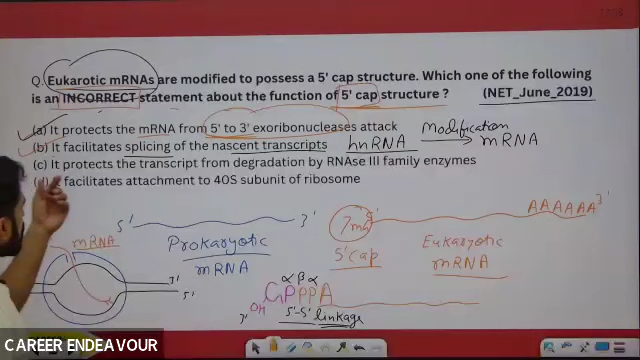 Q. Eukarotic mRNAs are modified to possess a 5' cap structure. Which one of the following
is an INCORRECT statement about the function of 5' cap structure ? (NET_June_2019)
(a) It protects the mRNA from 5' to 3' exoribonucleases attack
(b) It facilitates splicing of the nascent transcripts hnRNA Modification mRNA
(c) It protects the transcript from degradation by RNAse III family enzymes
facilitates attachment to 40S subunit of ribosome
5' 3'
7mG AAAAAA 3'
mRNA Prokaryotic mRNA
5' Cap Eukaryotic mRNA
3' 5'
α β α
GPPPA
3' OH
5'-5' linkage
CAREER ENDEAVOUR